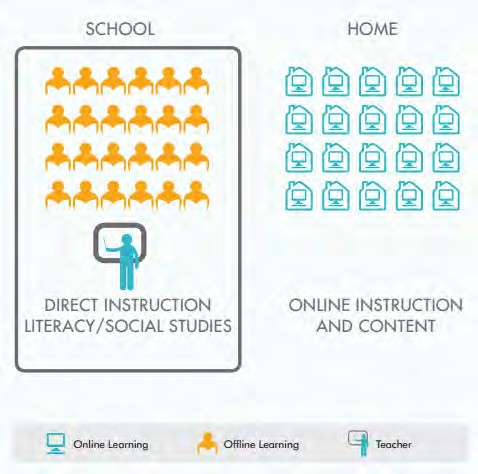 SCHOOL
HOME
DIRECT INSTRUCTION
LITERACY/SOCIAL STUDIES
ONLINE INSTRUCTION
AND CONTENT
Online Learning
Offline Learning
Teacher